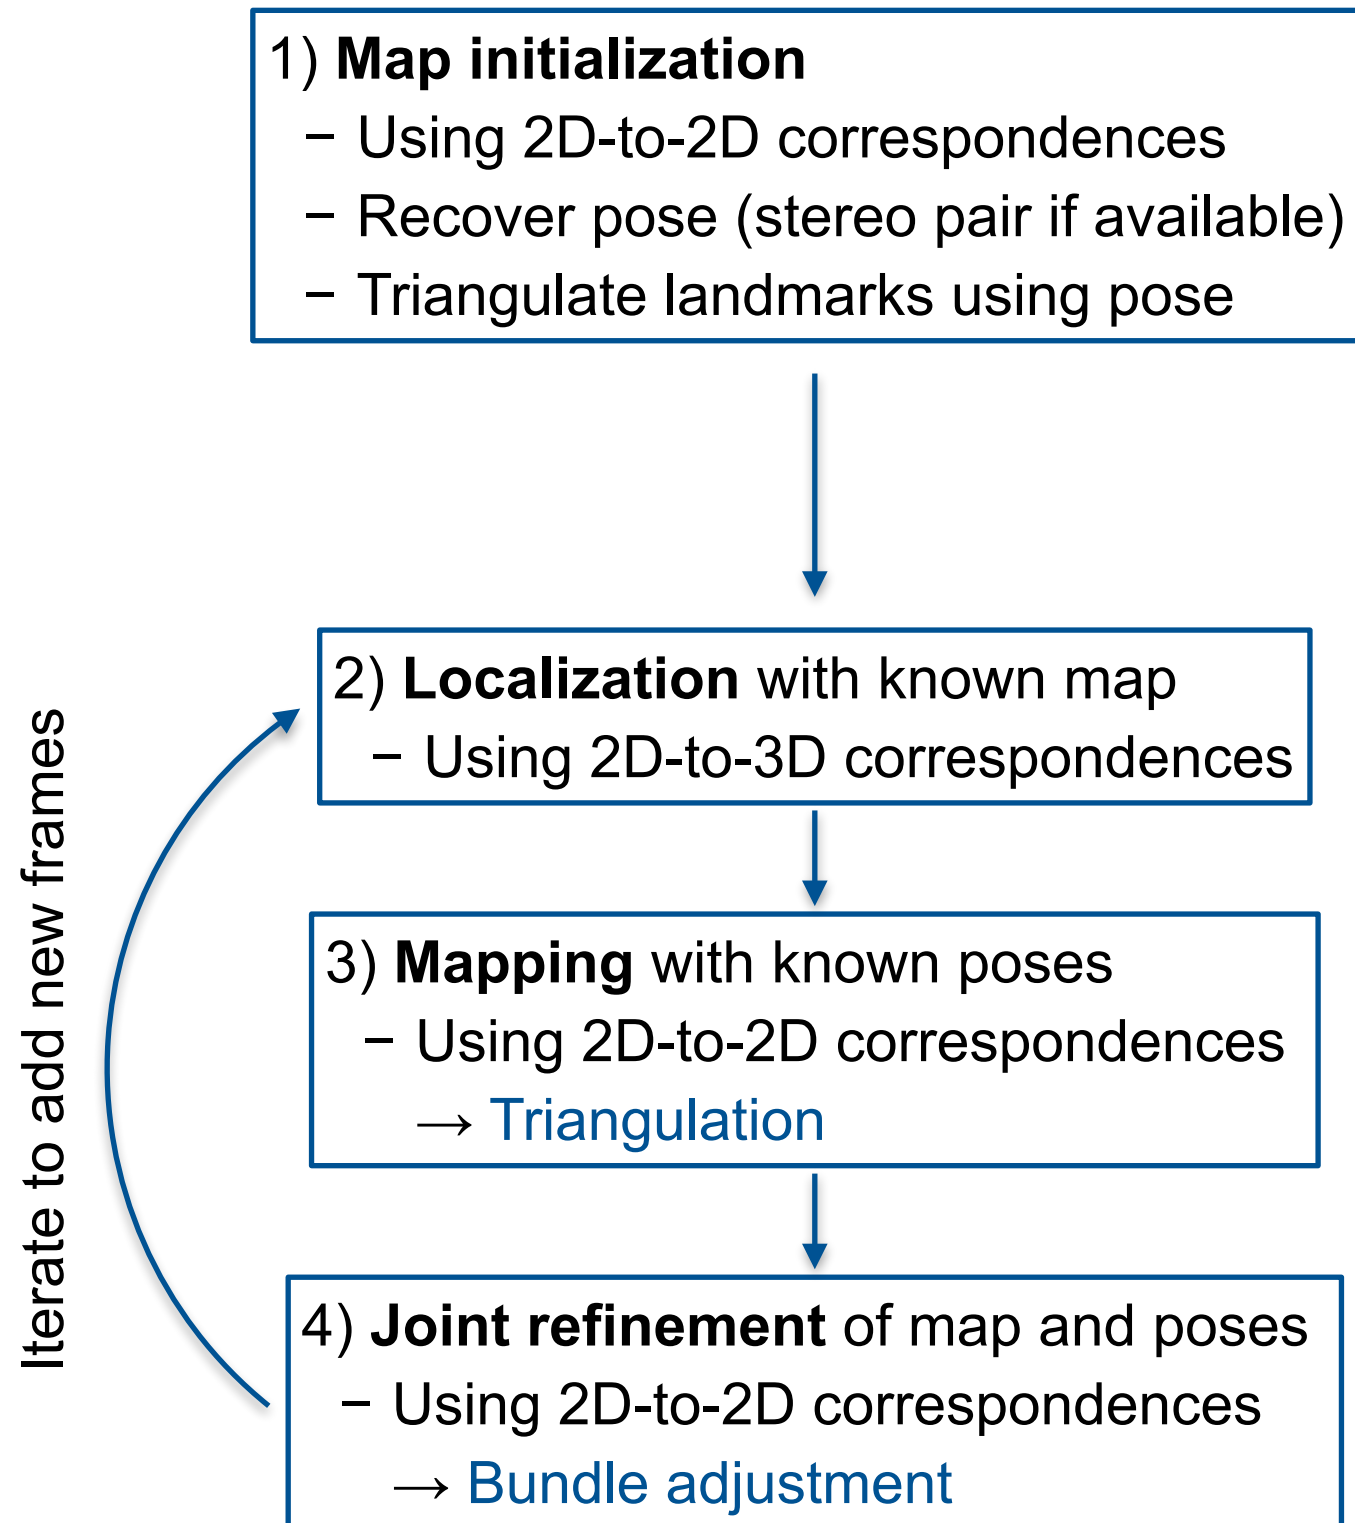 1) Map initialization
− Using 2D-to-2D correspondences
− Recover pose (stereo pair if available)
− Triangulate landmarks using pose
Iterate to add new frames
2) Localization with known map
− Using 2D-to-3D correspondences
3) Mapping with known poses
− Using 2D-to-2D correspondences
→ Triangulation
4) Joint refinement of map and poses
− Using 2D-to-2D correspondences
→ Bundle adjustment